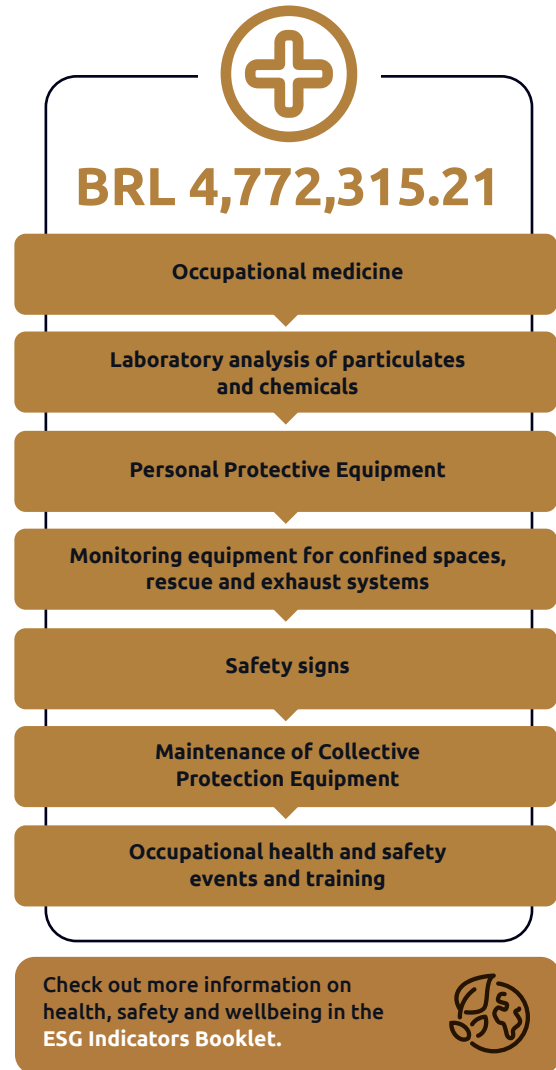 BRL 4,772,315.21
Occupational medicine
Laboratory analysis of particulates
and chemicals
Personal Protective Equipment
Monitoring equipment for confined spaces,
rescue and exhaust systems
Safety signs
Maintenance of Collective
Protection Equipment
Occupational health and safety
events and training
Check out more information on
health, safety and wellbeing in the
ESG Indicators Booklet.